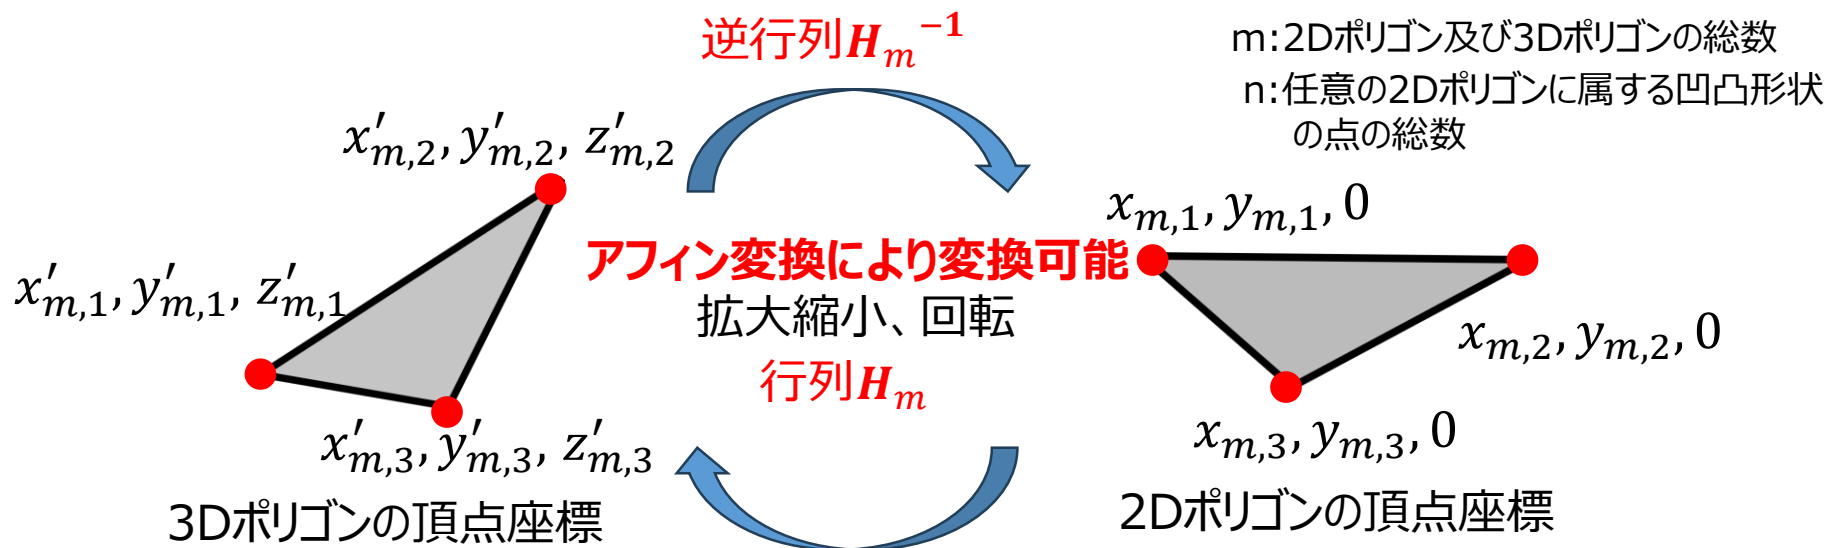 逆行列H_m^{-1}
m:2Dポリゴン及び3Dポリゴンの総数
n:任意の2Dポリゴンに属する凹凸形状
の点の総数
x'_{m,2}, y'_{m,2}, z'_{m,2}
x_{m,1}, y_{m,1}, 0
アフィン変換により変換可能
x'_{m,1}, y'_{m,1}, z'_{m,1}
拡大縮小、回転
x_{m,2}, y_{m,2}, 0
行列H_m
x'_{m,3}, y'_{m,3}, z'_{m,3}
x_{m,3}, y_{m,3}, 0
3Dポリゴンの頂点座標
2Dポリゴンの頂点座標